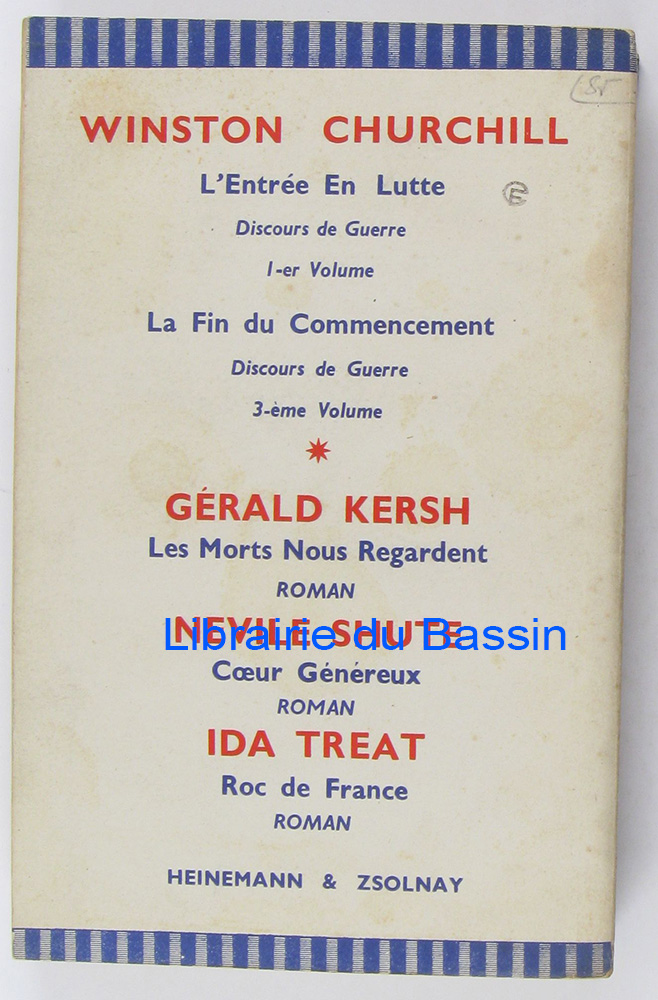 WINSTON CHURCHILL
L'Entrée En Lutte
Discours de Guerre
1-er Volume
La Fin du Commencement
Discours de Guerre
3-ème Volume
GÉRALD KERSH
Les Morts Nous Regardent
ROMAN
NEVILE SHUTE
Librairie du Bassin
Cœur Généreux
ROMAN
IDA TREAT
Roc de France
ROMAN
HEINEMANN & ZSOLNAY